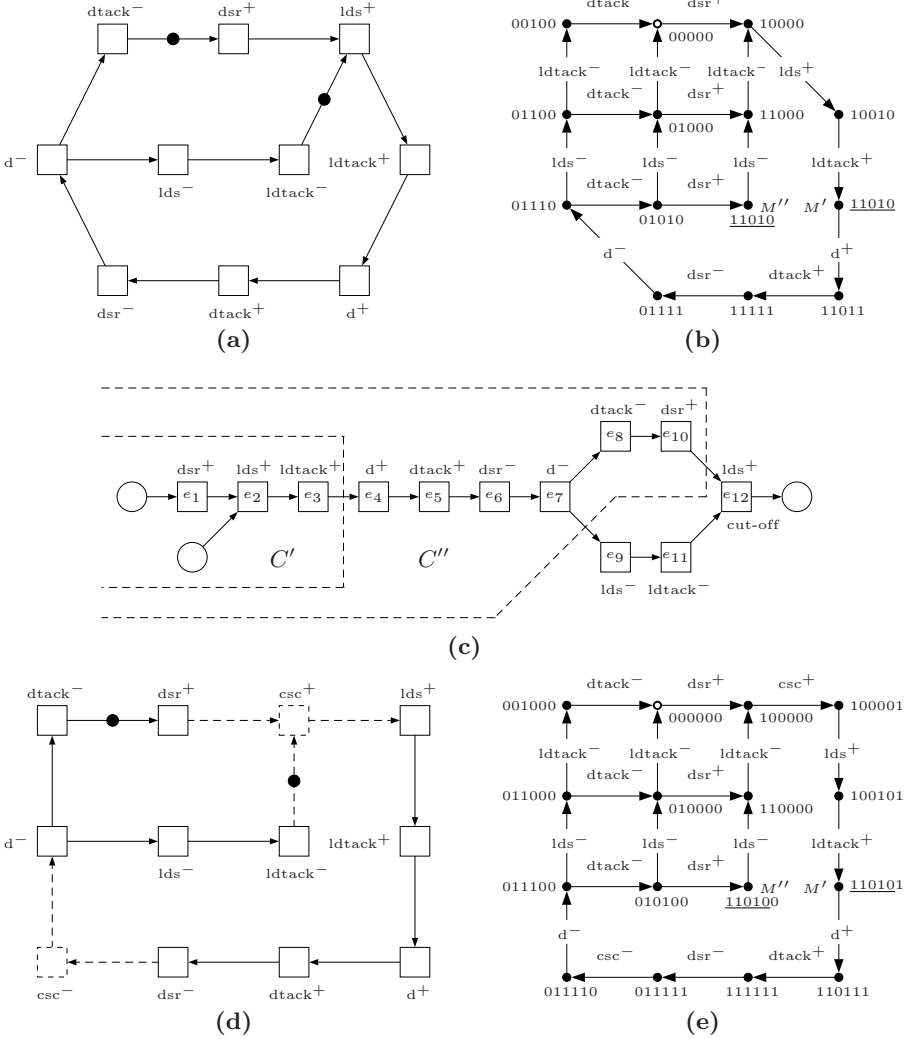 dtack⁻ dsr⁺ lds⁺
d⁻ lds⁻ ldtack⁻ ldtack⁺
dsr⁻ dtack⁺ d⁺
(a)
00100 dtack⁻ 00000 dsr⁺ 10000
ldtack⁻ ldtack⁻ ldtack⁻ lds⁺
01100 dtack⁻ 01000 dsr⁺ 11000 10010
lds⁻ lds⁻ lds⁻ ldtack⁺
01110 dtack⁻ 01010 dsr⁺ M′′ 11010 M′ 11010
d⁻ d⁺
dsr⁻ dtack⁺
01111 11111 11011
(b)
dtack⁻ dsr⁺
e8 e10
dsr⁺ lds⁺ ldtack⁺ d⁺ dtack⁺ dsr⁻ d⁻ lds⁺
e1 e2 e3 e4 e5 e6 e7 e12
cut-off
C′ C′′ e9 e11
lds⁻ ldtack⁻
(c)
dtack⁻ dsr⁺ csc⁺ lds⁺
d⁻ lds⁻ ldtack⁻ ldtack⁺
csc⁻ dsr⁻ dtack⁺ d⁺
(d)
001000 dtack⁻ 000000 dsr⁺ 100000 csc⁺ 100001
ldtack⁻ ldtack⁻ ldtack⁻ lds⁺
011000 dtack⁻ 010000 dsr⁺ 110000 100101
lds⁻ lds⁻ lds⁻ ldtack⁺
011100 dtack⁻ 010100 dsr⁺ M′′ 110100 M′ 110101
d⁻ d⁺
csc⁻ dsr⁻ dtack⁺
011110 011111 111111 110111
(e)